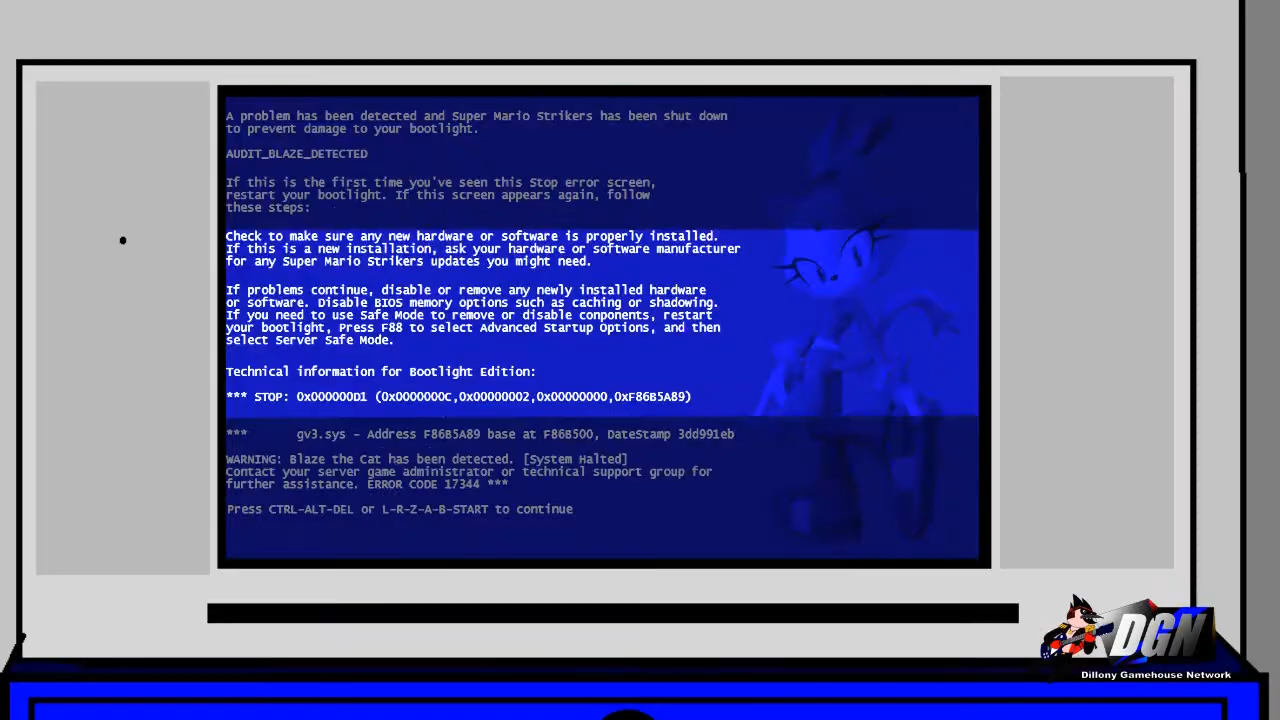 A problem has been detected and Super Mario Strikers has been shut down
to prevent damage to your bootlight.
AUDIT_BLAZE_DETECTED
If this is the first time you've seen this Stop error screen,
restart your bootlight. If this screen appears again, follow
these steps:
Check to make sure any new hardware or software is properly installed.
If this is a new installation, ask your hardware or software manufacturer
for any Super Mario Strikers updates you might need.
If problems continue, disable or remove any newly installed hardware
or software. Disable BIOS memory options such as caching or shadowing.
If you need to use Safe Mode to remove or disable conponents, restart
your bootlight, Press F88 to select Advanced Startup Options, and then
select Server Safe Mode.
Technical information for Bootlight Edition:
*** STOP: 0x000000D1 (0x0000000C,0x00000002,0x00000000,0xF86B5A89)
*** gv3.sys - Address F86B5A89 base at F86B500, DateStamp 3dd991eb
WARNING: Blaze the Cat has been detected. [System Halted]
Contact your server game administrator or technical support group for
further assistance. ERROR CODE 17344 ***
Press CTRL-ALT-DEL or L-R-Z-A-B-START to continue
DGN
Dillony Gamehouse Network